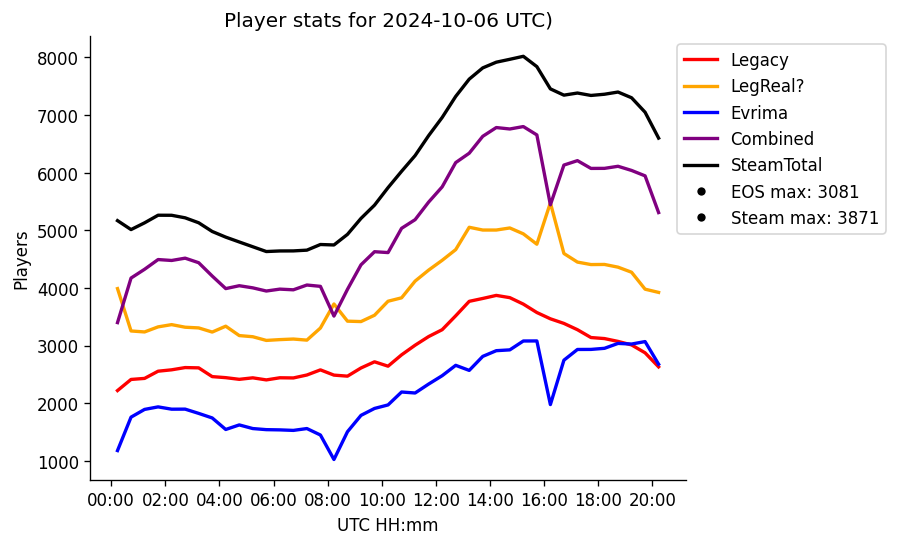 Player stats for 2024-10-06 UTC)
8000
7000
6000
5000
4000
3000
2000
1000
Players
00:00 02:00 04:00 06:00 08:00 10:00 12:00 14:00 16:00 18:00 20:00
UTC HH:mm
Legacy
LegReal?
Evrima
Combined
SteamTotal
EOS max: 3081
Steam max: 3871